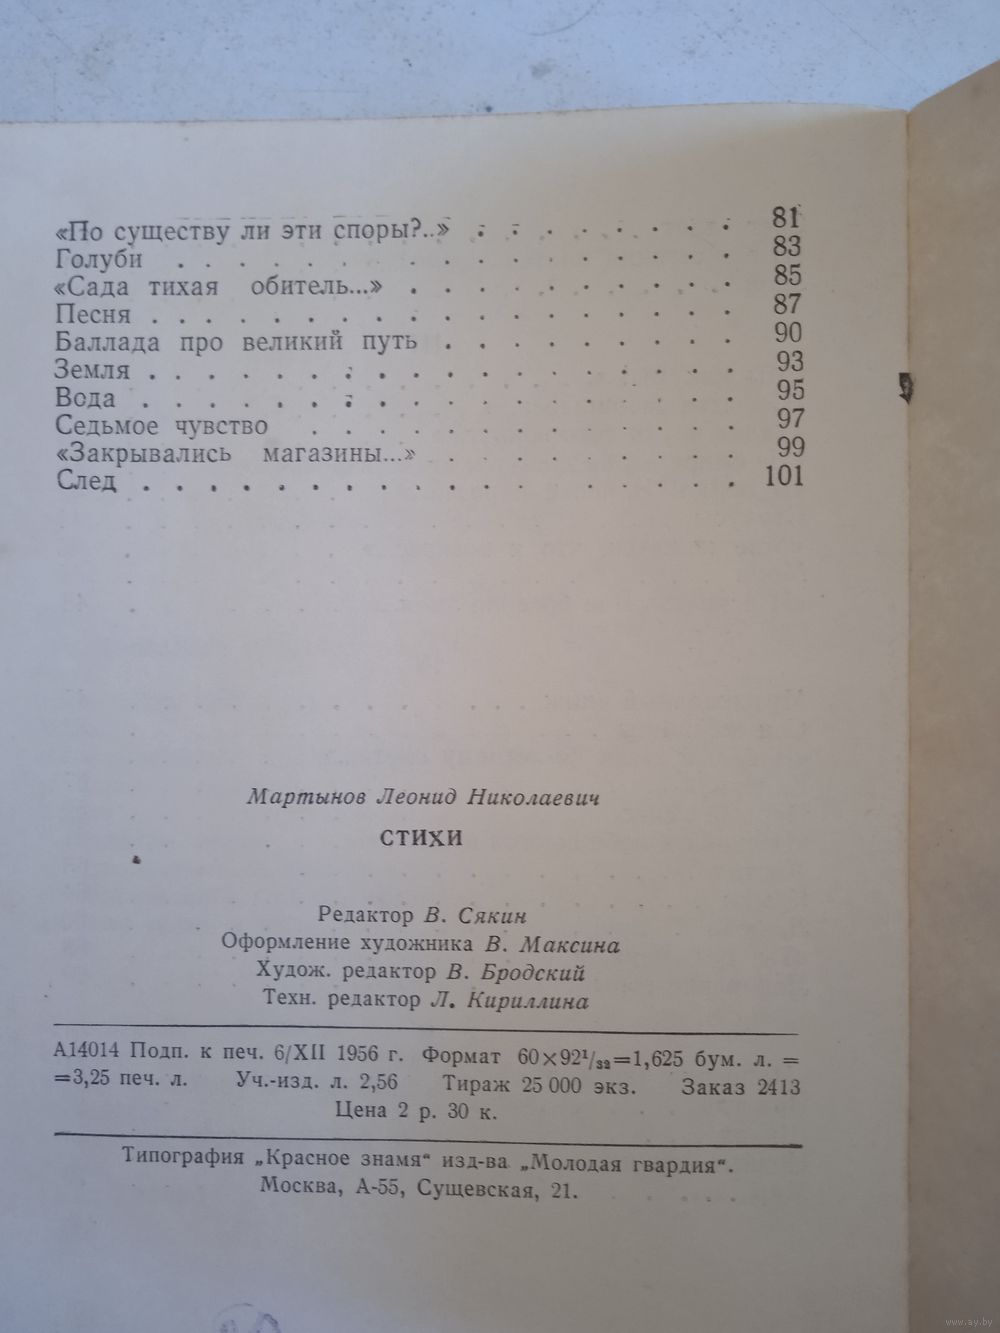 «По существу ли эти споры?..» . . . . . . . . 81
Голуби . . . . . . . . . . . . . . . . . 83
«Сада тихая обитель...» . . . . . . . . . . 85
Песня . . . . . . . . . . . . . . . . . . 87
Баллада про великий путь . . . . . . . . . 90
Земля . . . . . . . . . . . . . . . . . . 93
Вода . . . . . . . . . . . . . . . . . . 95
Седьмое чувство . . . . . . . . . . . . . 97
«Закрывались магазины...» . . . . . . . . . 99
След . . . . . . . . . . . . . . . . . . 101
Мартынов Леонид Николаевич
СТИХИ
Редактор В. Сякин
Оформление художника В. Максина
Худож. редактор В. Бродский
Техн. редактор Л. Кириллина
А14014 Подп. к печ. 6/XII 1956 г. Формат 60×92¹/₃₂=1,625 бум. л. =
=3,25 печ. л. Уч.-изд. л. 2,56 Тираж 25 000 экз. Заказ 2413
Цена 2 р. 30 к.
Типография „Красное знамя“ изд-ва „Молодая гвардия“.
Москва, А-55, Сущевская, 21.
www.ay.by